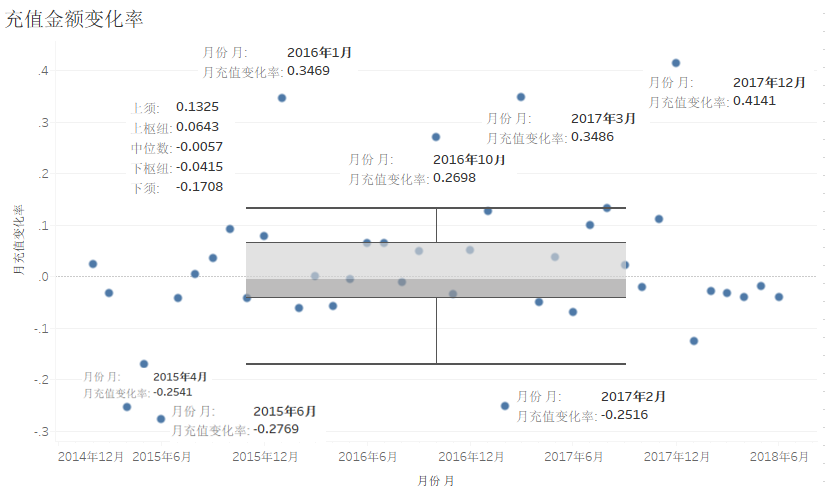 充值金额变化率
月份 月: 2016年1月
月充值变化率: 0.3469
月份 月: 2017年12月
月充值变化率: 0.4141
上须: 0.1325
上枢纽: 0.0643
中位数: -0.0057
下枢纽: -0.0415
下须: -0.1708
月份 月: 2017年3月
月充值变化率: 0.3486
月份 月: 2016年10月
月充值变化率: 0.2698
月充值变化率
.4
.3
.2
.1
.0
-.1
-.2
-.3
月份 月: 2015年4月
月充值变化率: -0.2541
月份 月: 2015年6月
月充值变化率: -0.2769
月份 月: 2017年2月
月充值变化率: -0.2516
2014年12月 2015年6月 2015年12月 2016年6月 2016年12月 2017年6月 2017年12月 2018年6月
月份 月